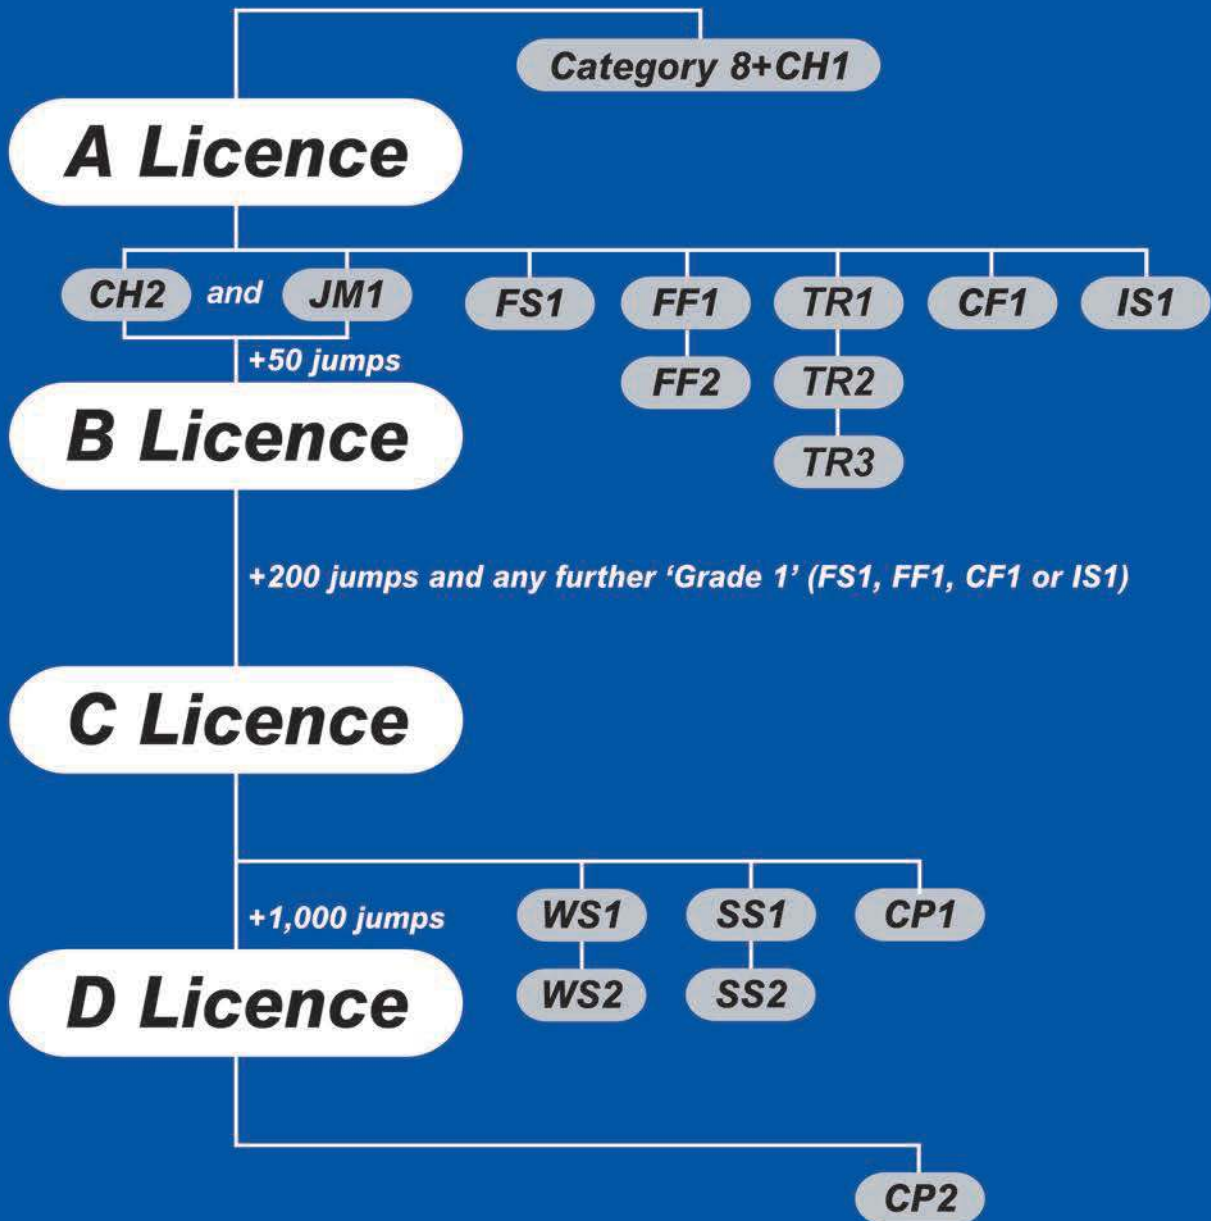 Category 8+CH1
A Licence
CH2 and JM1 FS1 FF1 TR1 CF1 IS1
+50 jumps
FF2 TR2
B Licence
TR3
+200 jumps and any further ‘Grade 1’ (FS1, FF1, CF1 or IS1)
C Licence
WS1 SS1 CP1
+1,000 jumps
D Licence
WS2 SS2
CP2